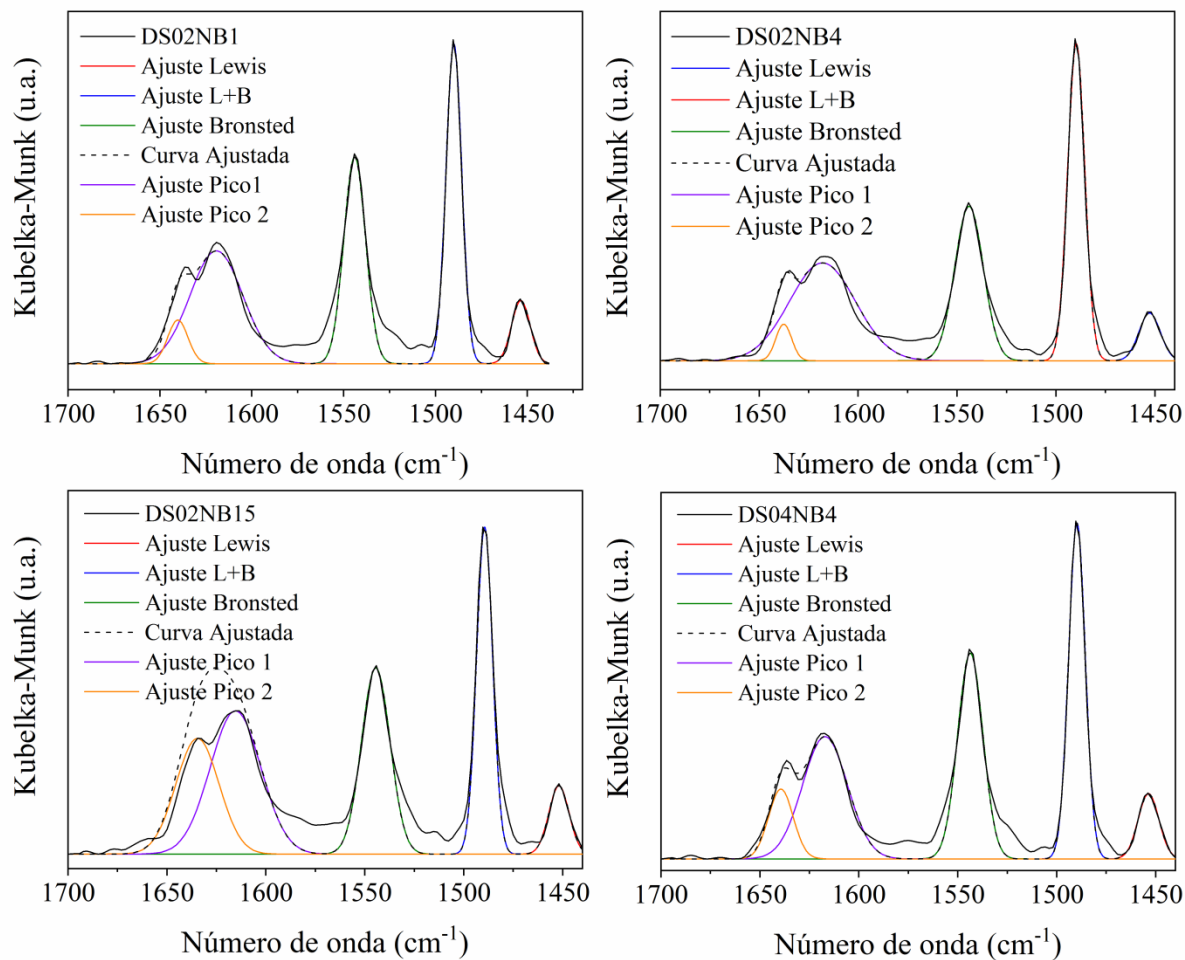 Kubelka-Munk (u.a.)
DS02NB1
Ajuste Lewis
Ajuste L+B
Ajuste Bronsted
Curva Ajustada
Ajuste Pico1
Ajuste Pico 2
1700 1650 1600 1550 1500 1450
Número de onda (cm-1)
Kubelka-Munk (u.a.)
DS02NB4
Ajuste Lewis
Ajuste L+B
Ajuste Bronsted
Curva Ajustada
Ajuste Pico 1
Ajuste Pico 2
1700 1650 1600 1550 1500 1450
Número de onda (cm-1)
Kubelka-Munk (u.a.)
DS02NB15
Ajuste Lewis
Ajuste L+B
Ajuste Bronsted
Curva Ajustada
Ajuste Pico 1
Ajuste Pico 2
1700 1650 1600 1550 1500 1450
Número de onda (cm-1)
Kubelka-Munk (u.a.)
DS04NB4
Ajuste Lewis
Ajuste L+B
Ajuste Bronsted
Curva Ajustada
Ajuste Pico 1
Ajuste Pico 2
1700 1650 1600 1550 1500 1450
Número de onda (cm-1)